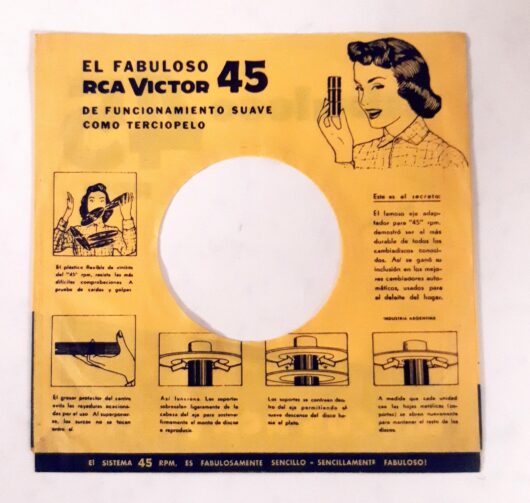 EL FABULOSO
RCA VICTOR 45
DE FUNCIONAMIENTO SUAVE
COMO TERCIOPELO
Este es el secreto:
El famoso eje adap-
tador para "45" rpm.
demostró ser el más
durable de todos los
cambiadiscos conoci-
dos. Así se ganó su
inclusión en los mejo-
res cambiadores auto-
máticos, usados para
el deleite del hogar.
INDUSTRIA ARGENTINA
El plástico flexible de vinilos
del "45" rpm, resiste las más
difíciles comprobaciones. A
prueba de caídas y golpes
El grosor protector del centro
evita las rayaduras ocasiona-
das por el uso. Al superponer-
se, los surcos no se tocan
entre sí.
Así funciona. Los soportes
sobresalen ligeramente de la
cabeza del eje para sostener
firmemente el monto de discos
a reproducir.
Los soportes se contraen den-
tro del eje permitiendo el
suave descenso del disco ha-
cia el plato.
A medida que cada unidad
cae las hojas metálicas (so-
portes) se abren nuevamente
para mantener el resto de los
discos.
El SISTEMA 45 RPM. ES FABULOSAMENTE SENCILLO - SENCILLAMENTE FABULOSO!